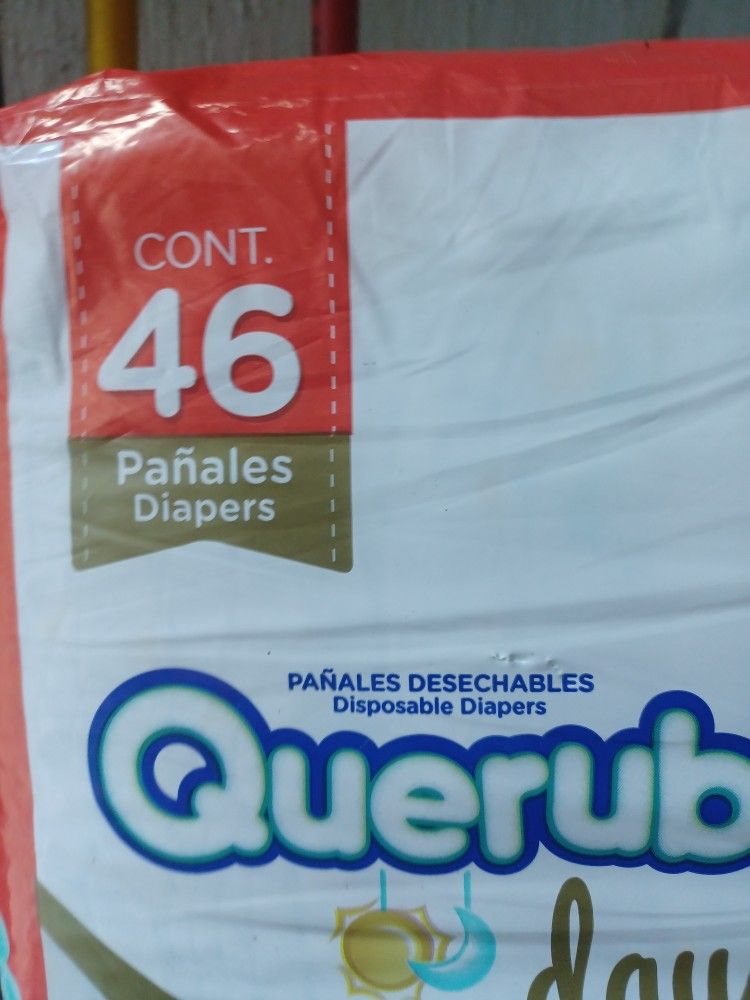 CONT.
46
Pañales
Diapers
PAÑALES DESECHABLES
Disposable Diapers
Querub